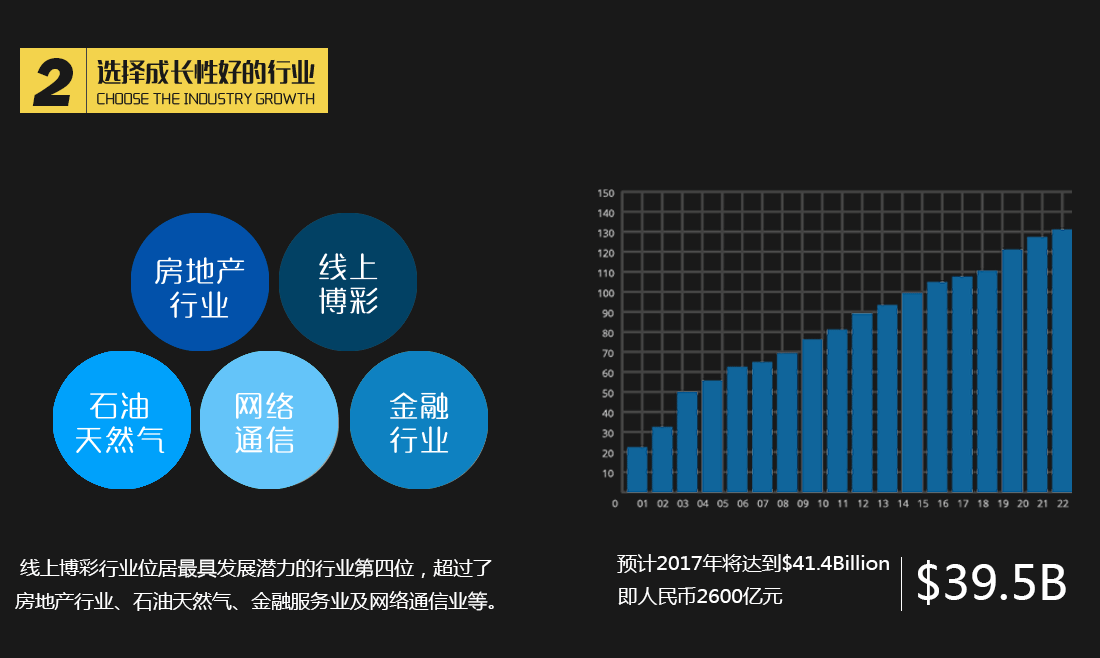 2
选择成长性好的行业
CHOOSE THE INDUSTRY GROWTH
房地产
行业
线上
博彩
石油
天然气
网络
通信
金融
行业
线上博彩行业位居最具发展潜力的行业第四位，超过了
房地产行业、石油天然气、金融服务业及网络通信业等。
150
140
130
120
110
100
90
80
70
60
50
40
30
20
10
0 01 02 03 04 05 06 07 08 09 10 11 12 13 14 15 16 17 18 19 20 21 22
预计2017年将达到$41.4Billion
即人民币2600亿元
$39.5B